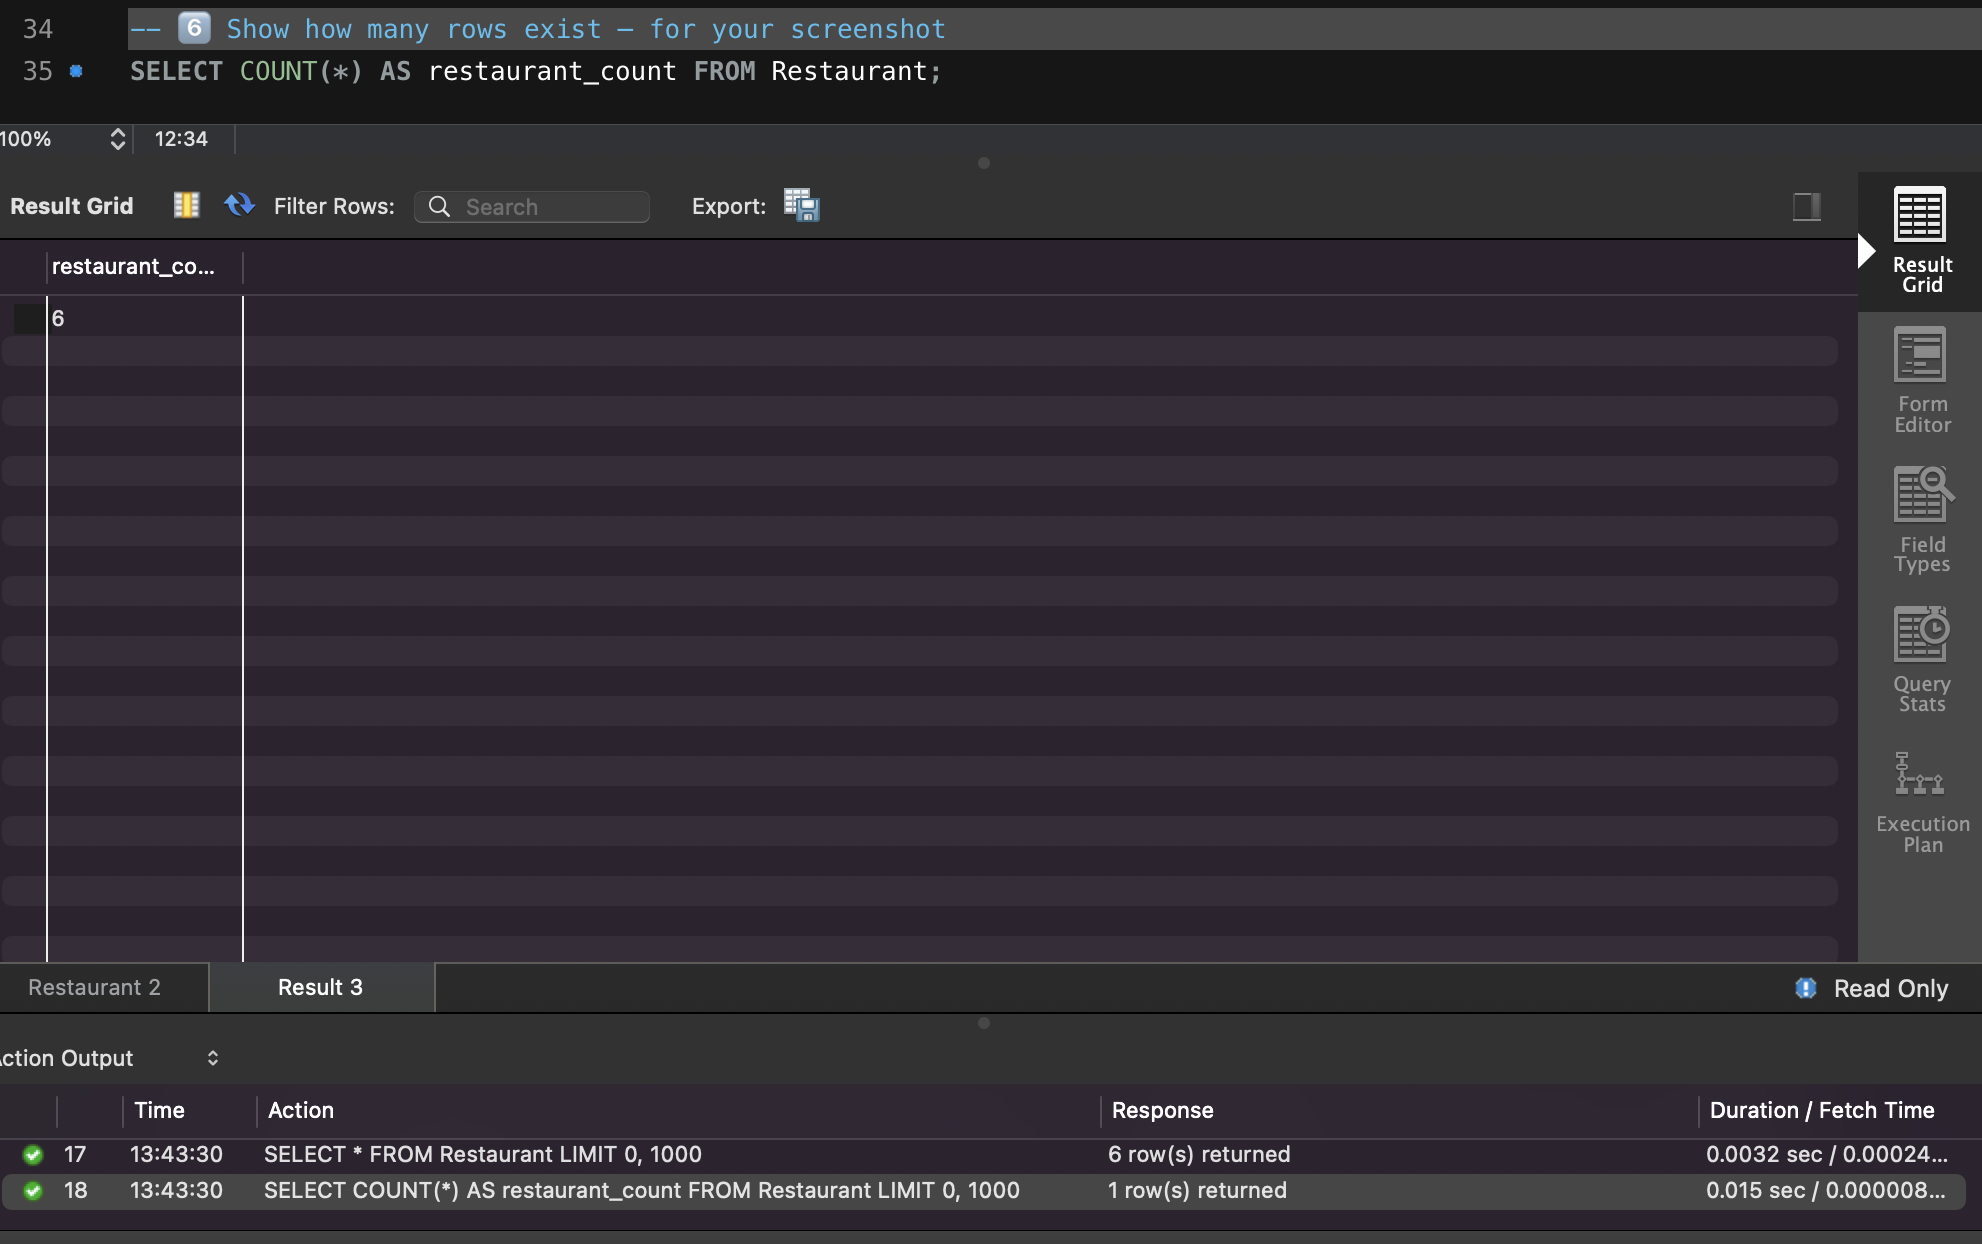 34 -- 6 Show how many rows exist – for your screenshot
35 SELECT COUNT(*) AS restaurant_count FROM Restaurant;
100% 12:34
Result Grid Filter Rows: Search Export:
restaurant_co...
6
Result
Grid
Form
Editor
Field
Types
Query
Stats
Execution
Plan
Restaurant 2 Result 3 Read Only
ction Output
Time Action Response Duration / Fetch Time
17 13:43:30 SELECT * FROM Restaurant LIMIT 0, 1000 6 row(s) returned 0.0032 sec / 0.00024...
18 13:43:30 SELECT COUNT(*) AS restaurant_count FROM Restaurant LIMIT 0, 1000 1 row(s) returned 0.015 sec / 0.000008...